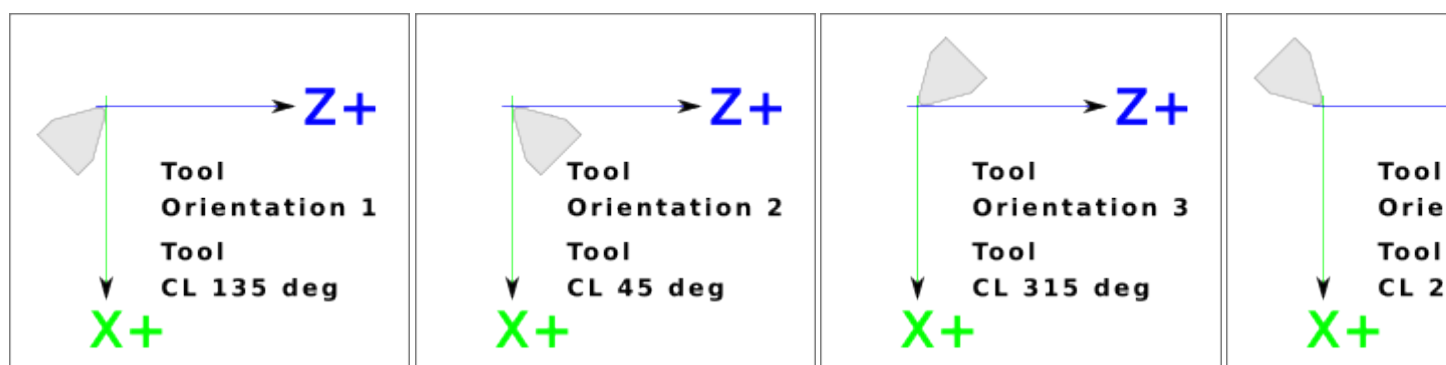 Z+
Tool
Orientation 1
Tool
CL 135 deg
X+
Z+
Tool
Orientation 2
Tool
CL 45 deg
X+
Z+
Tool
Orientation 3
Tool
CL 315 deg
X+
Tool
Tool
CL
X+